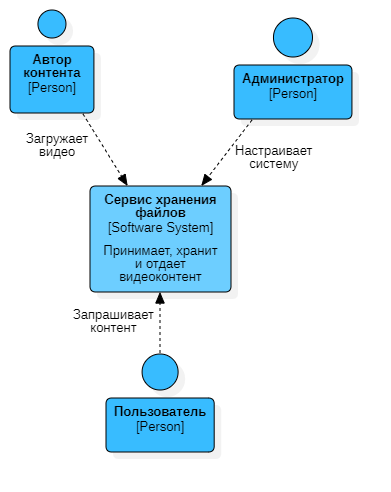 Автор
контента
[Person]
Администратор
[Person]
Загружает
видео
Настраивает
систему
Сервис хранения
файлов
[Software System]
Принимает, хранит
и отдает
видеоконтент
Запрашивает
контент
Пользователь
[Person]